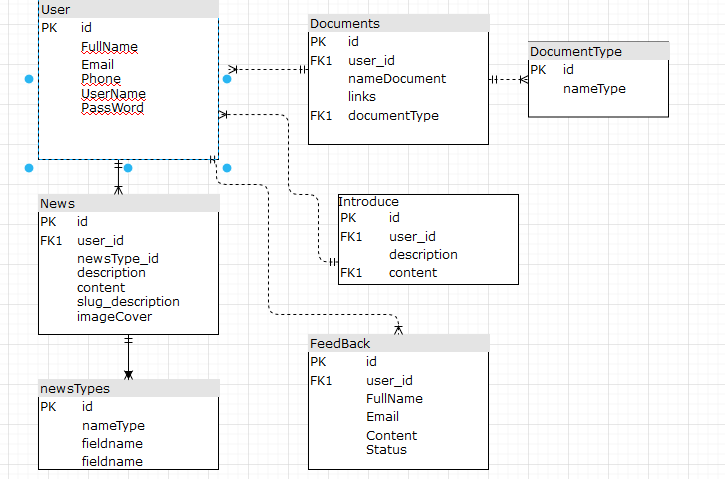 User
PK id
FullName
Email
Phone
UserName
PassWord
Documents
PK id
FK1 user_id
nameDocument
links
FK1 documentType
DocumentType
PK id
nameType
News
PK id
FK1 user_id
newsType_id
description
content
slug_description
imageCover
Introduce
PK id
FK1 user_id
description
FK1 content
newsTypes
PK id
nameType
fieldname
fieldname
FeedBack
PK id
FK1 user_id
FullName
Email
Content
Status